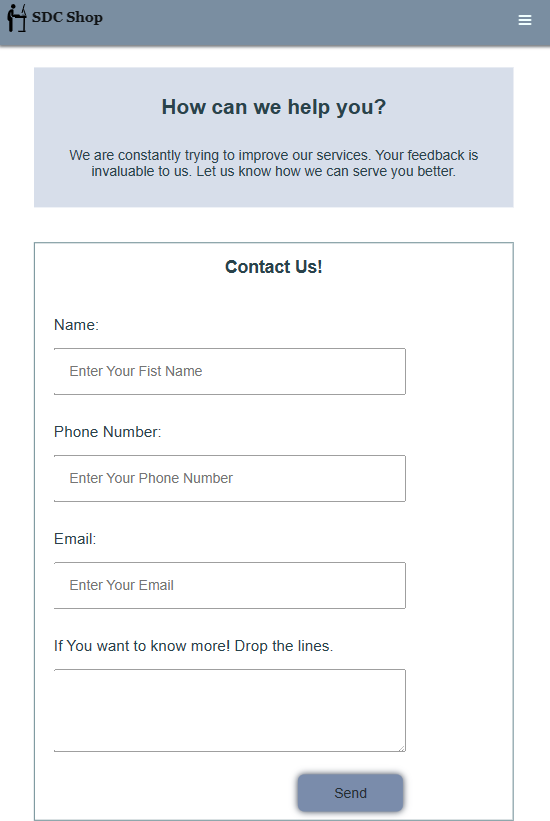 SDC Shop
How can we help you?
We are constantly trying to improve our services. Your feedback is
invaluable to us. Let us know how we can serve you better.
Contact Us!
Name:
Enter Your Fist Name
Phone Number:
Enter Your Phone Number
Email:
Enter Your Email
If You want to know more! Drop the lines.
Send